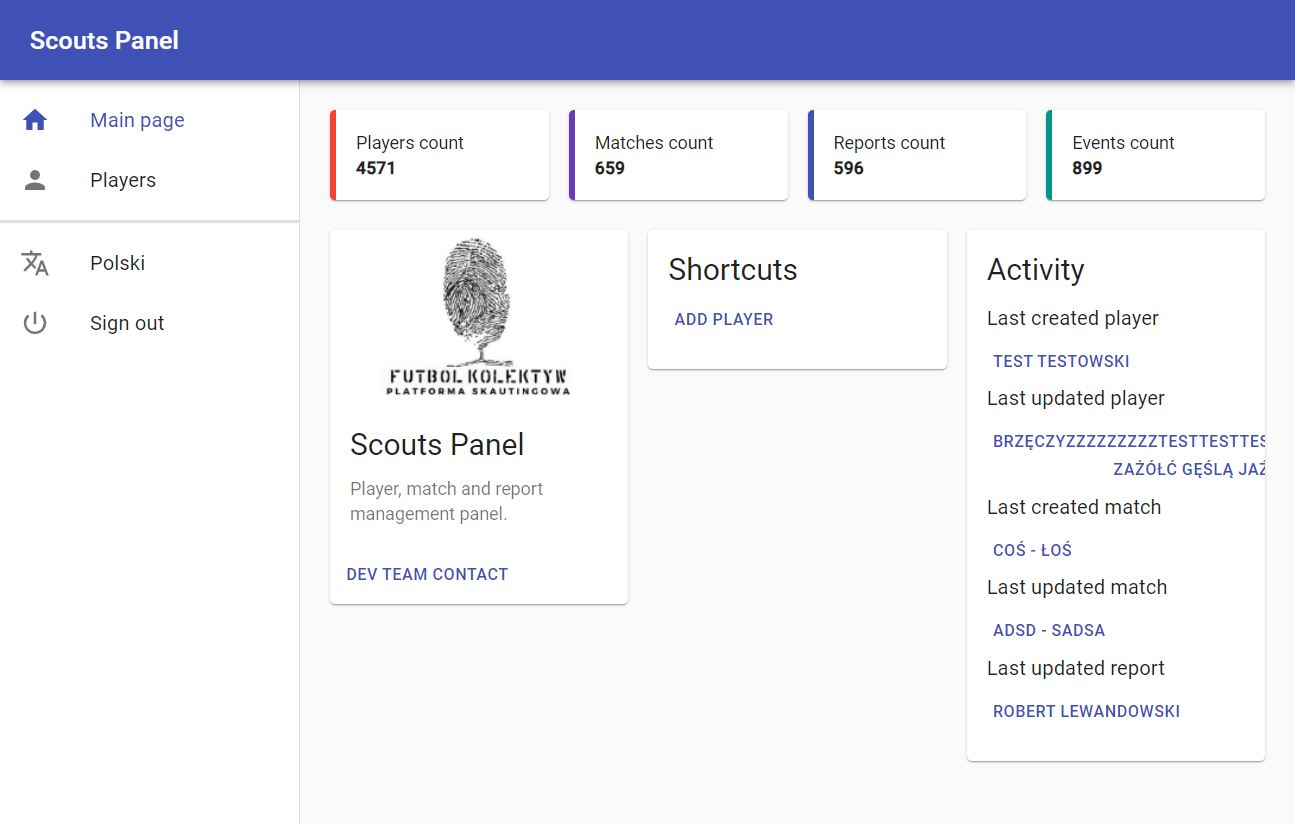 Scouts Panel
Main page
Players
Polski
Sign out
Players count
4571
Matches count
659
Reports count
596
Events count
899
FUTBOL KOLEKTYW
PLATFORMA SKAUTINGOWA
Scouts Panel
Player, match and report
management panel.
DEV TEAM CONTACT
Shortcuts
ADD PLAYER
Activity
Last created player
TEST TESTOWSKI
Last updated player
BRZĘCZYZZZZZZZZZTESTTESTTES
ZAŻÓŁĆ GĘŚLĄ JAŹ
Last created match
COŚ - ŁOŚ
Last updated match
ADSD - SADSA
Last updated report
ROBERT LEWANDOWSKI